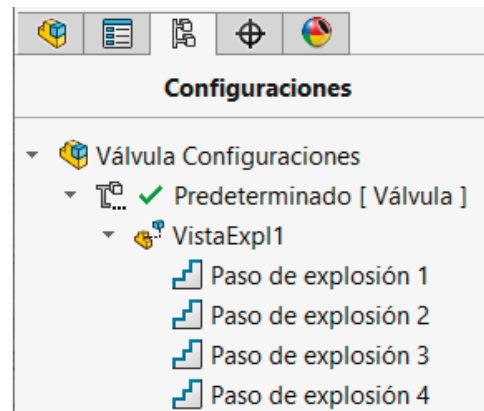 Configuraciones
Válvula Configuraciones
Predeterminado [ Válvula ]
VistaExpl1
Paso de explosión 1
Paso de explosión 2
Paso de explosión 3
Paso de explosión 4